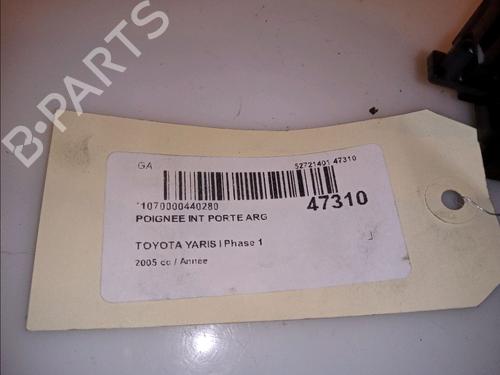 B-PARTS
GA
52721401 47310
*1070000440280
47310
POIGNEE INT PORTE ARG
TOYOTA YARIS I Phase 1
2005 cc / Annee